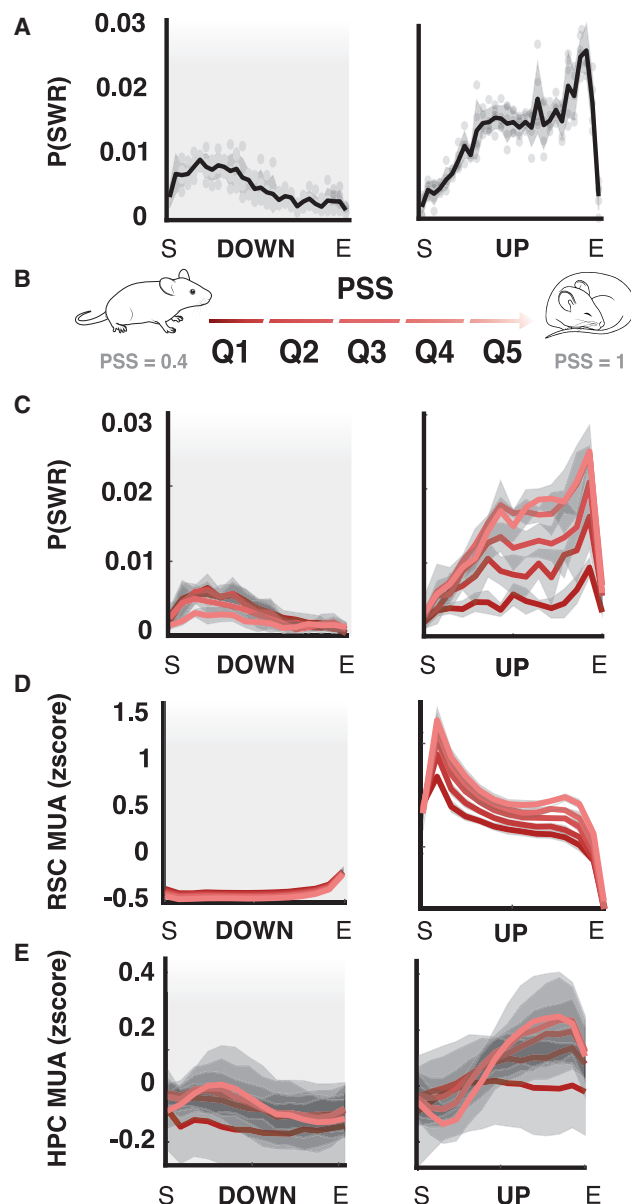 A
P(SWR)
0.03
0.02
0.01
0
S DOWN E
S UP E
B
PSS
PSS = 0.4
Q1 Q2 Q3 Q4 Q5
PSS = 1
C
P(SWR)
0.03
0.02
0.01
0
S DOWN E
S UP E
D
RSC MUA (zscore)
1.5
1
0.5
0
-0.5
S DOWN E
S UP E
E
HPC MUA (zscore)
0.4
0.2
0
-0.2
S DOWN E
S UP E